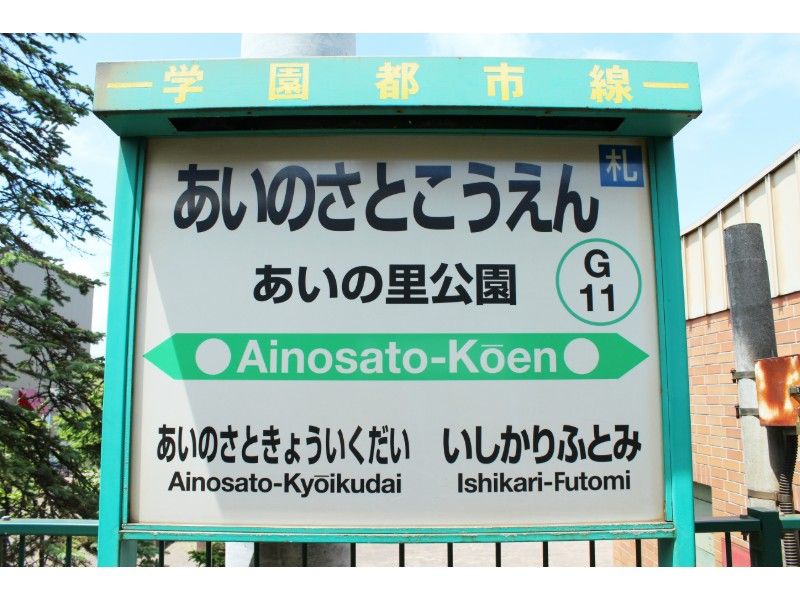 学園都市線
札
あいのさとこうえん
あいの里公園
G
11
Ainosato-Kōen
あいのさときょういくだい
いしかりふとみ
Ainosato-Kyōikudai
Ishikari-Futomi